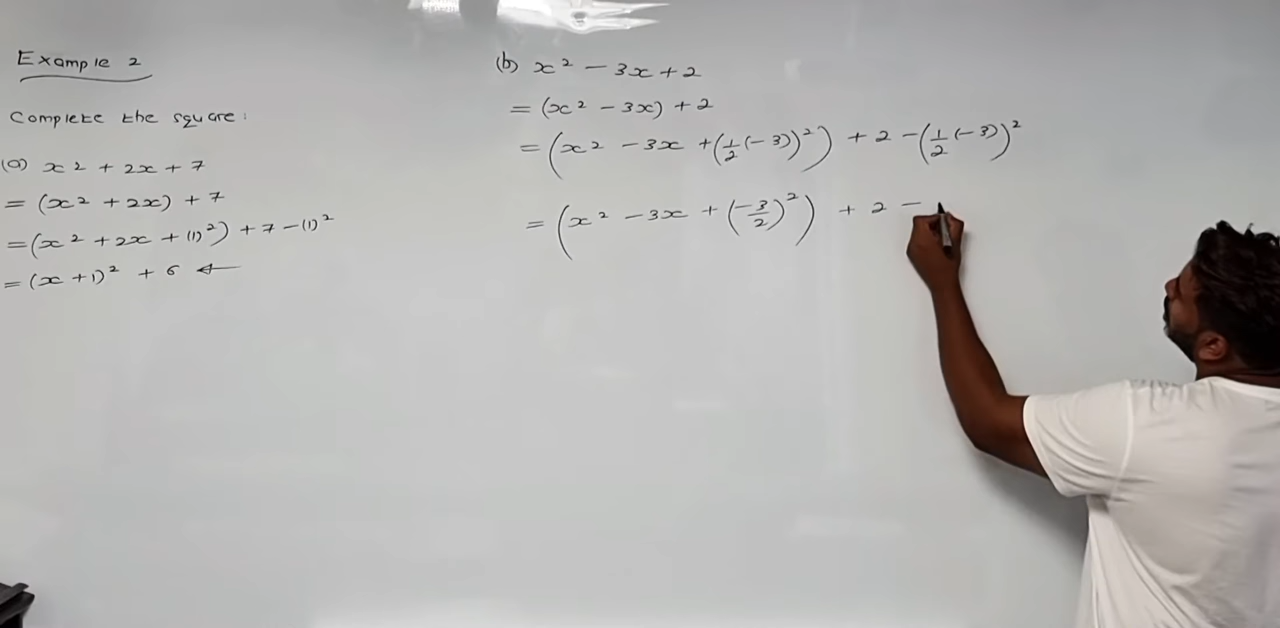 Example 2
Complete the square:
(a) x² + 2x + 7
= (x² + 2x) + 7
= (x² + 2x + (1)²) + 7 - (1)²
= (x + 1)² + 6 ←
(b) x² - 3x + 2
= (x² - 3x) + 2
= (x² - 3x + (1/2(-3))²) + 2 - (1/2(-3))²
= (x² - 3x + (-3/2)²) + 2 -